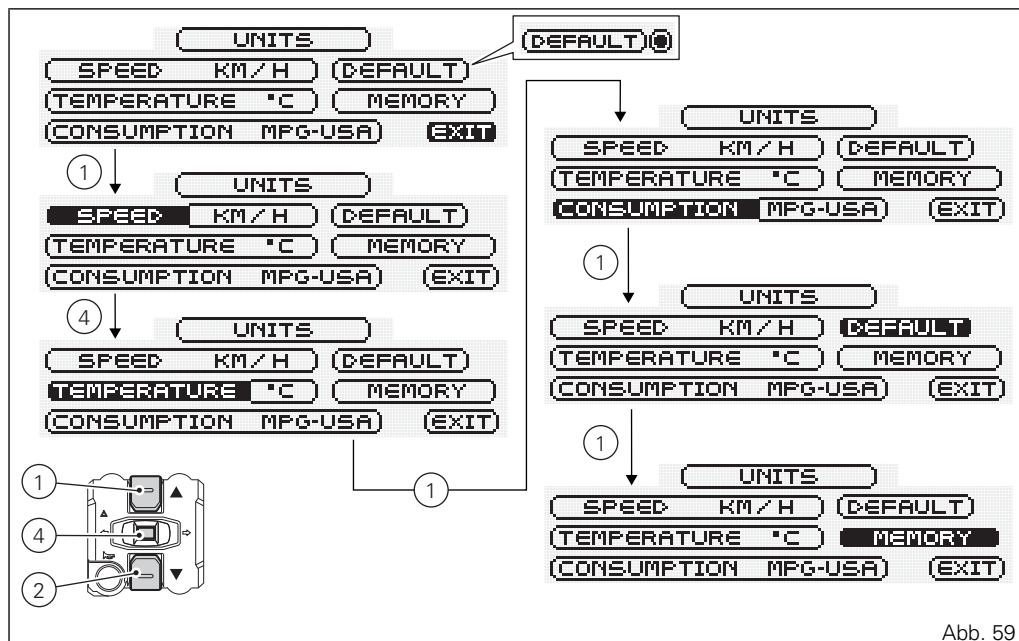 UNITS
SPEED KM/H DEFAULT
TEMPERATURE °C MEMORY
CONSUMPTION MPG-USA EXIT
DEFAULT
1
UNITS
SPEED KM/H DEFAULT
TEMPERATURE °C MEMORY
CONSUMPTION MPG-USA EXIT
4
UNITS
SPEED KM/H DEFAULT
TEMPERATURE °C MEMORY
CONSUMPTION MPG-USA EXIT
1
1
4
2
UNITS
SPEED KM/H DEFAULT
TEMPERATURE °C MEMORY
CONSUMPTION MPG-USA EXIT
1
UNITS
SPEED KM/H DEFAULT
TEMPERATURE °C MEMORY
CONSUMPTION MPG-USA EXIT
1
UNITS
SPEED KM/H DEFAULT
TEMPERATURE °C MEMORY
CONSUMPTION MPG-USA EXIT
Abb. 59